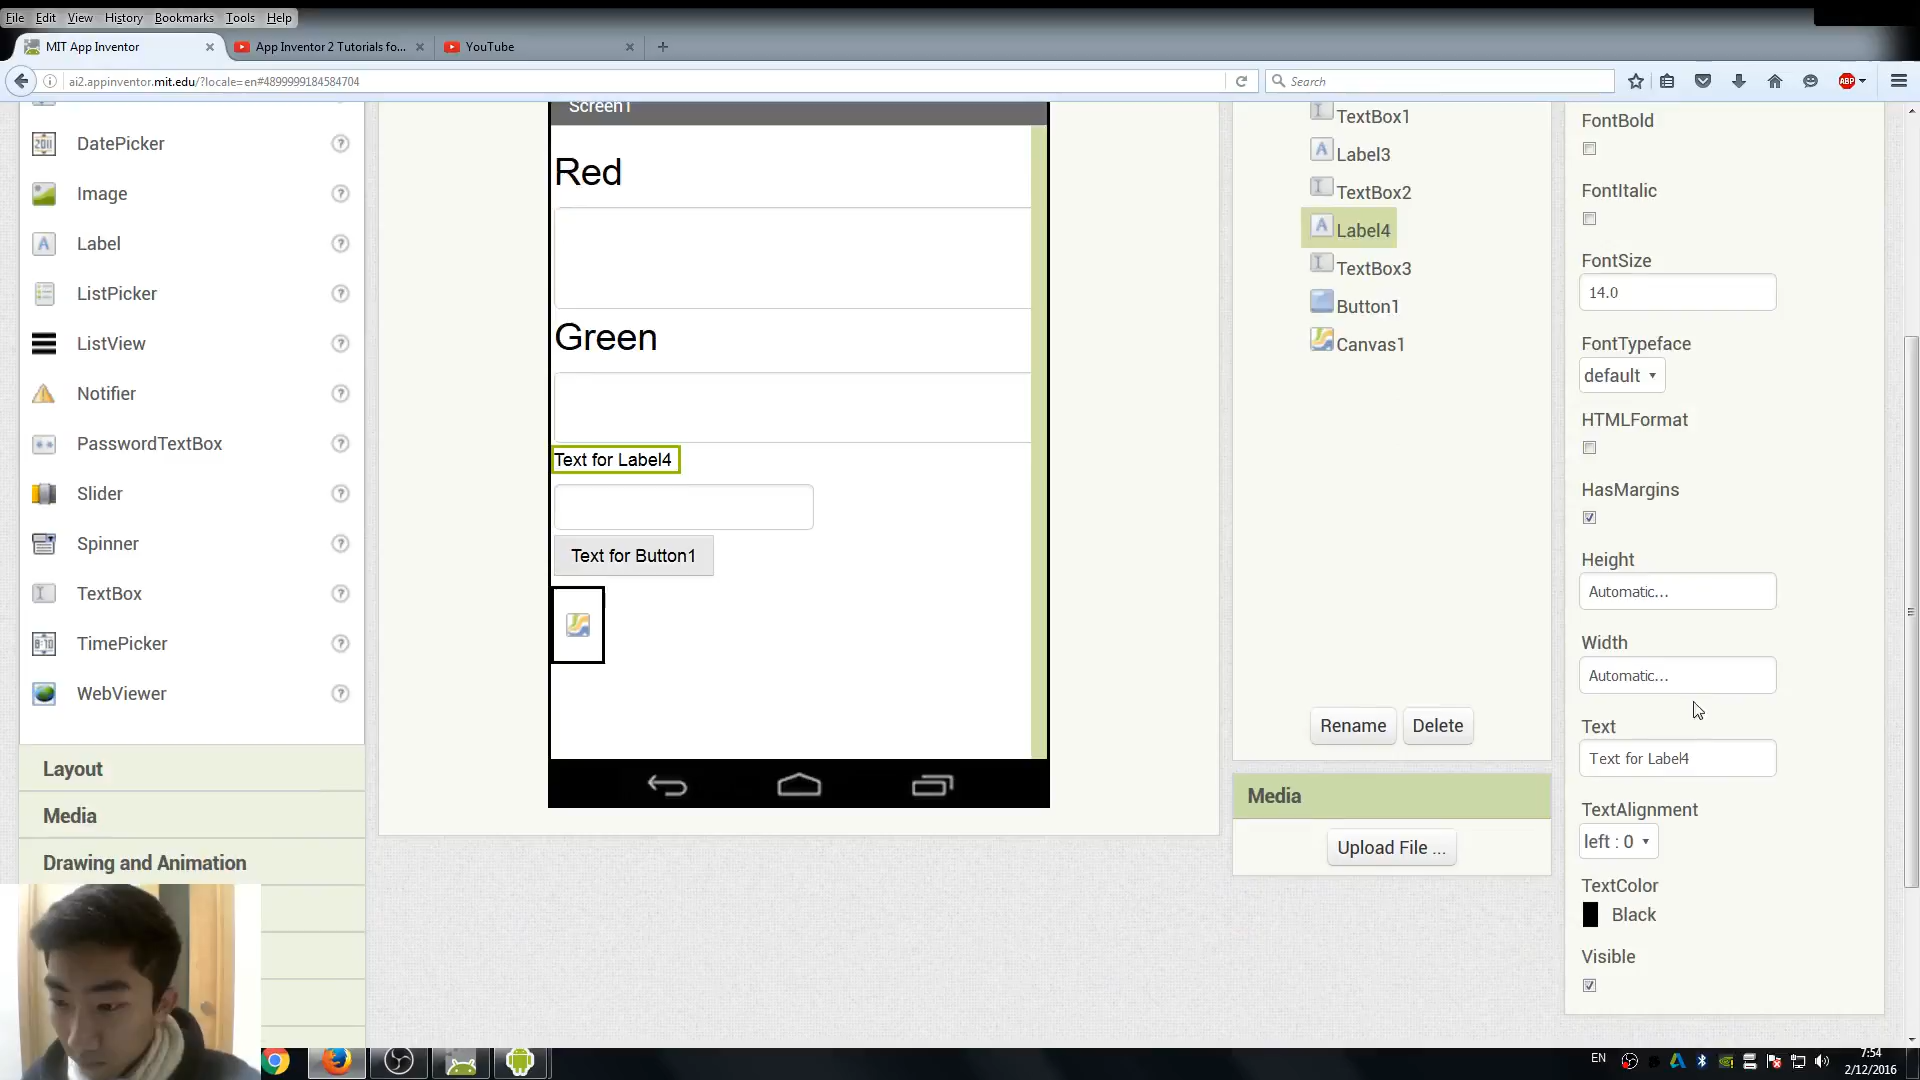 File Edit View History Bookmarks Tools Help
MIT App Inventor
App Inventor 2 Tutorials fo...
YouTube
ai2.appinventor.mit.edu/?locale=en#4899999184584704
Search
ABP
DatePicker
Image
Label
ListPicker
ListView
Notifier
PasswordTextBox
Slider
Spinner
TextBox
TimePicker
WebViewer
Layout
Media
Drawing and Animation
Screen1
Red
Green
Text for Label4
Text for Button1
TextBox1
Label3
TextBox2
Label4
TextBox3
Button1
Canvas1
Rename Delete
Media
Upload File ...
FontBold
FontItalic
FontSize
14.0
FontTypeface
default
HTMLFormat
HasMargins
Height
Automatic...
Width
Automatic...
Text
Text for Label4
TextAlignment
left : 0
TextColor
Black
Visible
EN
7:54
2/12/2016